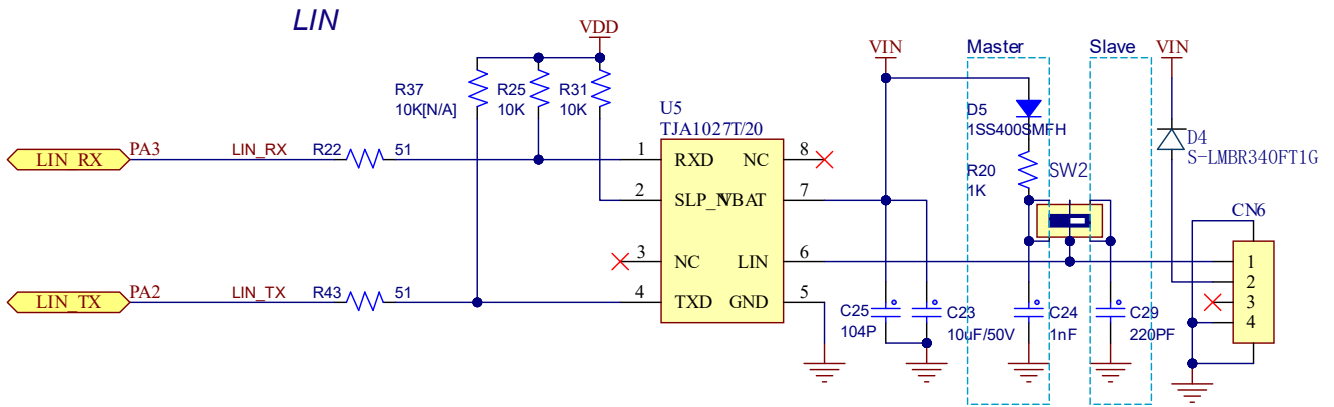 LIN
VDD
VIN
Master
Slave
VIN
R37
10K[N/A]
R25
10K
R31
10K
U5
TJA1027T/20
D5
1SS400SMFH
D4
S-LMBR340FT1G
LIN_RX
PA3
LIN_RX
R22
51
1
RXD
NC
8
R20
1K
SW2
2
SLP_N
VBAT
7
CN6
3
NC
LIN
6
1
2
3
4
LIN_TX
PA2
LIN_TX
R43
51
4
TXD
GND
5
C25
104P
C23
10uF/50V
C24
1nF
C29
220PF